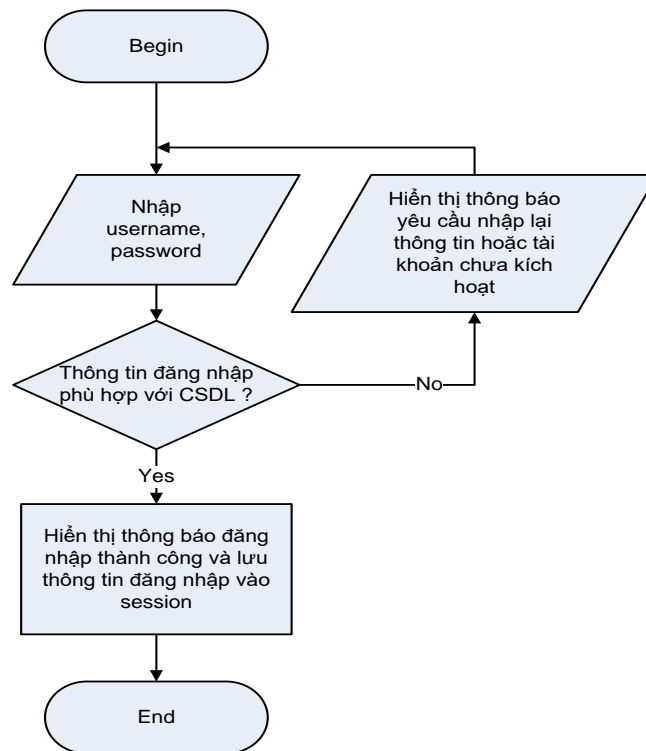 Begin
Nhập
username,
password
Hiển thị thông báo
yêu cầu nhập lại
thông tin hoặc tài
khoản chưa kích
hoạt
Thông tin đăng nhập
phù hợp với CSDL ?
No
Yes
Hiển thị thông báo đăng
nhập thành công và lưu
thông tin đăng nhập vào
session
End